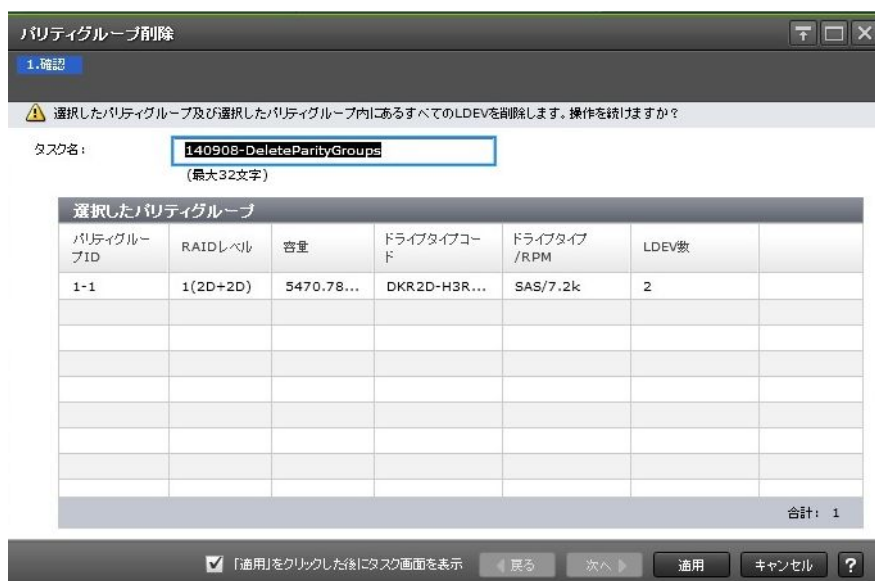 パリティグループ削除
1.確認
選択したパリティグループ及び選択したパリティグループ内にあるすべてのLDEVを削除します。操作を続けますか？
タスク名：
140908-DeleteParityGroups
(最大32文字)
選択したパリティグループ
パリティグルー
プID
RAIDレベル
容量
ドライブタイプコー
ド
ドライブタイプ
/RPM
LDEV数
1-1
1(2D+2D)
5470.78...
DKR2D-H3R...
SAS/7.2k
2
合計： 1
「適用」をクリックした後にタスク画面を表示
戻る
次へ
適用
キャンセル
?